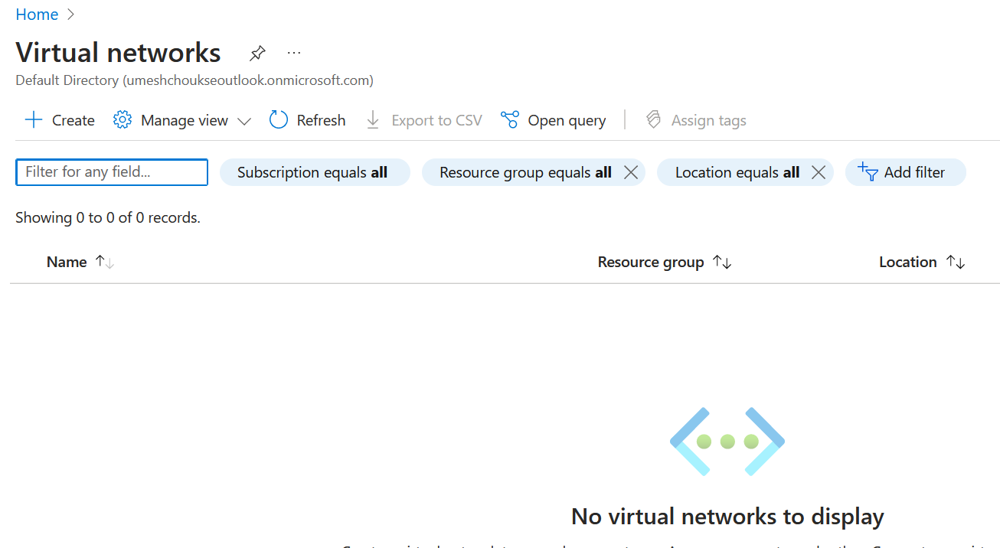 Home
Virtual networks
Default Directory (umeshchoukseoutlook.onmicrosoft.com)
Create Manage view Refresh Export to CSV Open query Assign tags
Filter for any field... Subscription equals all Resource group equals all Location equals all Add filter
Showing 0 to 0 of 0 records.
Name Resource group Location
No virtual networks to display